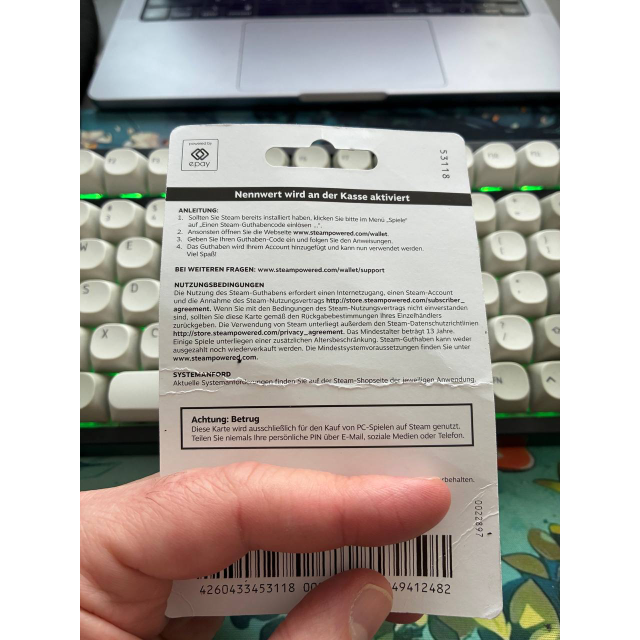 powered by
epay
53118
Nennwert wird an der Kasse aktiviert
ANLEITUNG:
1. Sollten Sie Steam bereits installiert haben, klicken Sie bitte im Menü „Spiele“
auf „Einen Steam-Guthabencode einlösen ...“.
2. Ansonsten öffnen Sie die Webseite www.steampowered.com/wallet.
3. Geben Sie Ihren Guthaben-Code ein und folgen Sie den Anweisungen.
4. Das Guthaben wird Ihrem Account hinzugefügt und kann nun verwendet werden.
Viel Spaß!
BEI WEITEREN FRAGEN: www.steampowered.com/wallet/support
NUTZUNGSBEDINGUNGEN
Die Nutzung des Steam-Guthabens erfordert einen Internetzugang, einen Steam-Account
und die Annahme des Steam-Nutzungsvertrags http://store.steampowered.com/subscriber_
agreement. Wenn Sie mit den Bedingungen des Steam-Nutzungsvertrags nicht einverstanden
sind, sollten Sie diese Karte gemäß den Rückgabebestimmungen Ihres Einzelhändlers
zurückgeben. Die Verwendung von Steam unterliegt außerdem den Steam-Datenschutzrichtlinien
http://store.steampowered.com/privacy_agreement. Das Mindestalter beträgt 13 Jahre.
Einige Spiele unterliegen einer zusätzlichen Altersbeschränkung. Steam-Guthaben kann weder
ausgezahlt noch wiederverkauft werden. Die Mindestsystemvoraussetzungen finden Sie unter
www.steampowered.com.
SYSTEMANFORD
Aktuelle Systemanforderungen finden Sie auf der Steam-Shopseite der jeweiligen Anwendung.
Achtung: Betrug
Diese Karte wird ausschließlich für den Kauf von PC-Spielen auf Steam genutzt.
Teilen Sie niemals Ihre persönliche PIN über E-Mail, soziale Medien oder Telefon.
rbehalten.
0022897
4260433453118 00 49412482